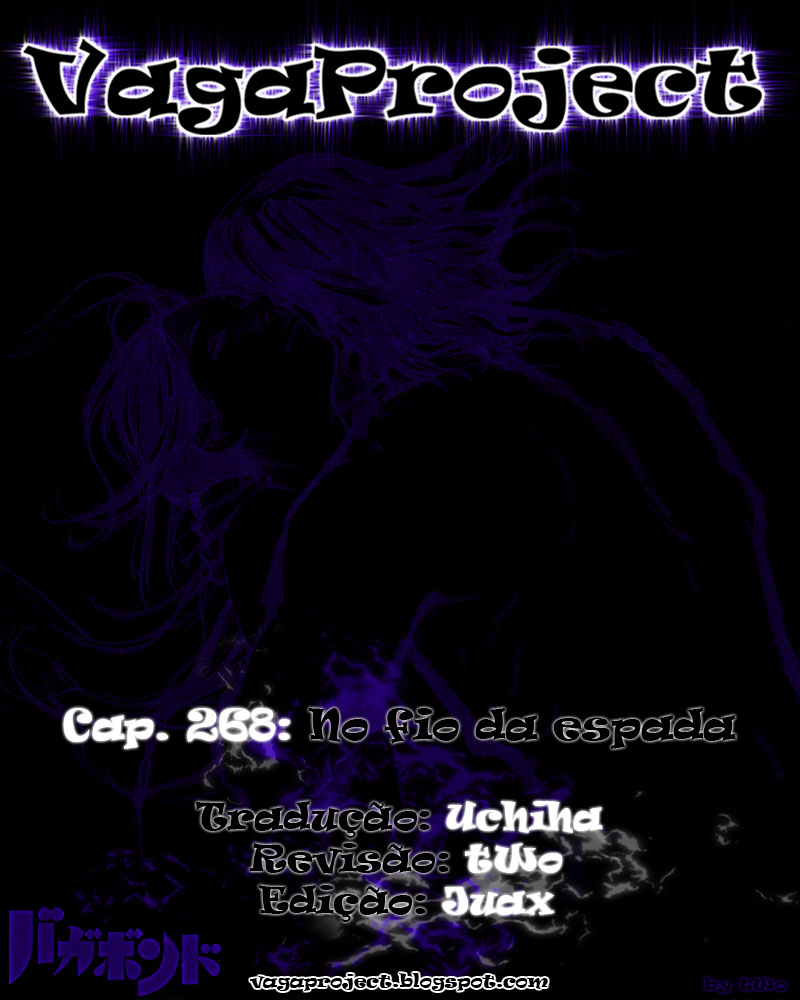 VagaProject
Cap. 268: No fio da espada
Tradução: Uchiha
Revisão: tWo
Edição: Juax
バガボンド
vagaproject.blogspot.com
by tWo